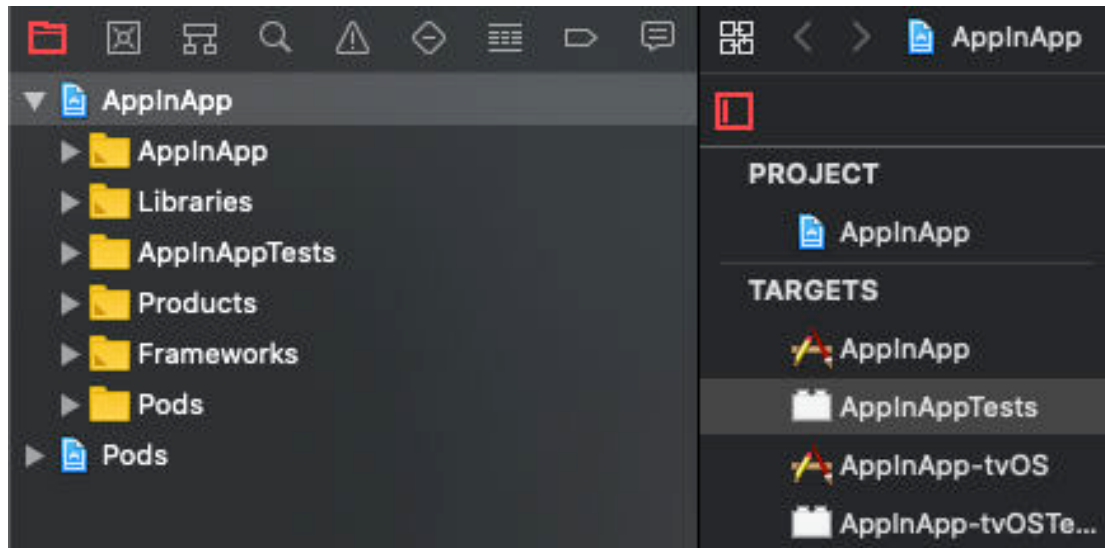 AppInApp
AppInApp
Libraries
AppInAppTests
Products
Frameworks
Pods
Pods
AppInApp
PROJECT
AppInApp
TARGETS
AppInApp
AppInAppTests
AppInApp-tvOS
AppInApp-tvOSTe...